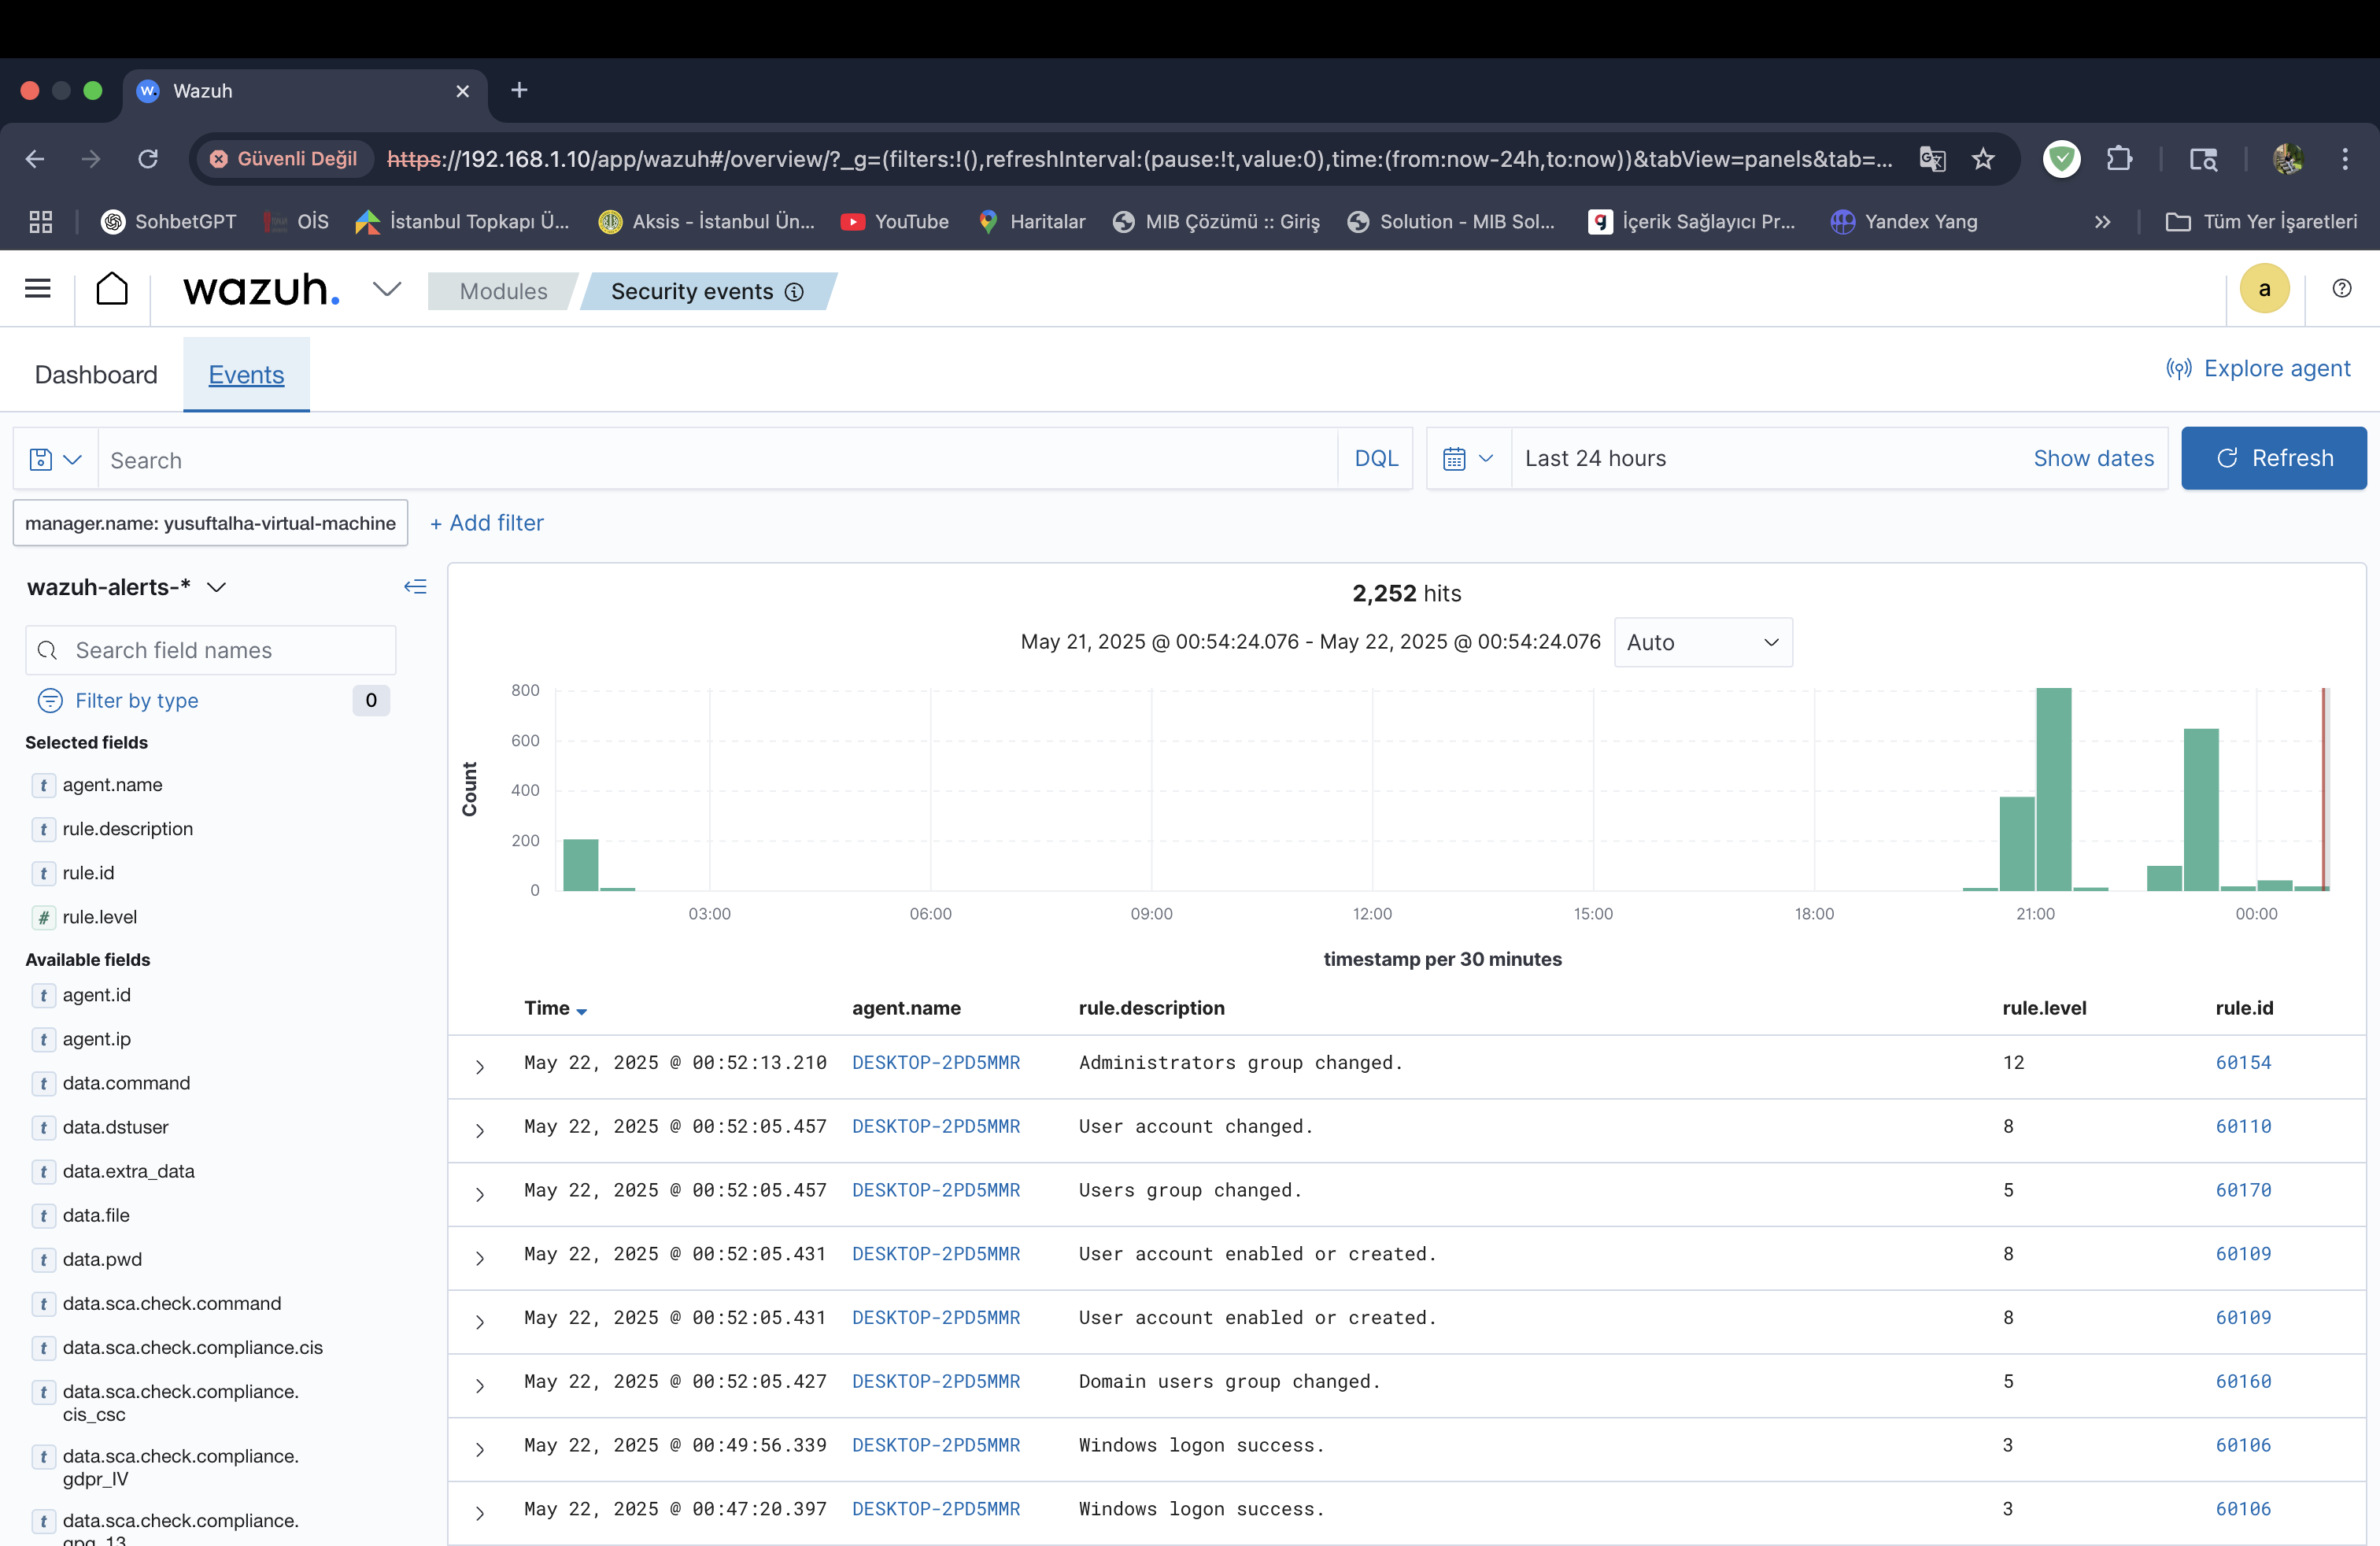 Wazuh
Güvenli Değil https://192.168.1.10/app/wazuh#/overview/?_g=(filters:!(),refreshInterval:(pause:!t,value:0),time:(from:now-24h,to:now))&tabView=panels&tab=...
SohbetGPT OİS İstanbul Topkapı Ü... Aksis - İstanbul Ün... YouTube Haritalar MIB Çözümü :: Giriş Solution - MIB Sol... İçerik Sağlayıcı Pr... Yandex Yang » Tüm Yer İşaretleri
wazuh. Modules Security events a
Dashboard Events Explore agent
Search DQL Last 24 hours Show dates Refresh
manager.name: yusuftalha-virtual-machine + Add filter
wazuh-alerts-*
Search field names
Filter by type 0
Selected fields
t agent.name
t rule.description
t rule.id
# rule.level
Available fields
t agent.id
t agent.ip
t data.command
t data.dstuser
t data.extra_data
t data.file
t data.pwd
t data.sca.check.command
t data.sca.check.compliance.cis
t data.sca.check.compliance.
cis_csc
t data.sca.check.compliance.
gdpr_IV
t data.sca.check.compliance.
gpg_13
2,252 hits
May 21, 2025 @ 00:54:24.076 - May 22, 2025 @ 00:54:24.076 Auto
Count
800
600
400
200
0
03:00 06:00 09:00 12:00 15:00 18:00 21:00 00:00
timestamp per 30 minutes
Time agent.name rule.description rule.level rule.id
May 22, 2025 @ 00:52:13.210 DESKTOP-2PD5MMR Administrators group changed. 12 60154
May 22, 2025 @ 00:52:05.457 DESKTOP-2PD5MMR User account changed. 8 60110
May 22, 2025 @ 00:52:05.457 DESKTOP-2PD5MMR Users group changed. 5 60170
May 22, 2025 @ 00:52:05.431 DESKTOP-2PD5MMR User account enabled or created. 8 60109
May 22, 2025 @ 00:52:05.431 DESKTOP-2PD5MMR User account enabled or created. 8 60109
May 22, 2025 @ 00:52:05.427 DESKTOP-2PD5MMR Domain users group changed. 5 60160
May 22, 2025 @ 00:49:56.339 DESKTOP-2PD5MMR Windows logon success. 3 60106
May 22, 2025 @ 00:47:20.397 DESKTOP-2PD5MMR Windows logon success. 3 60106